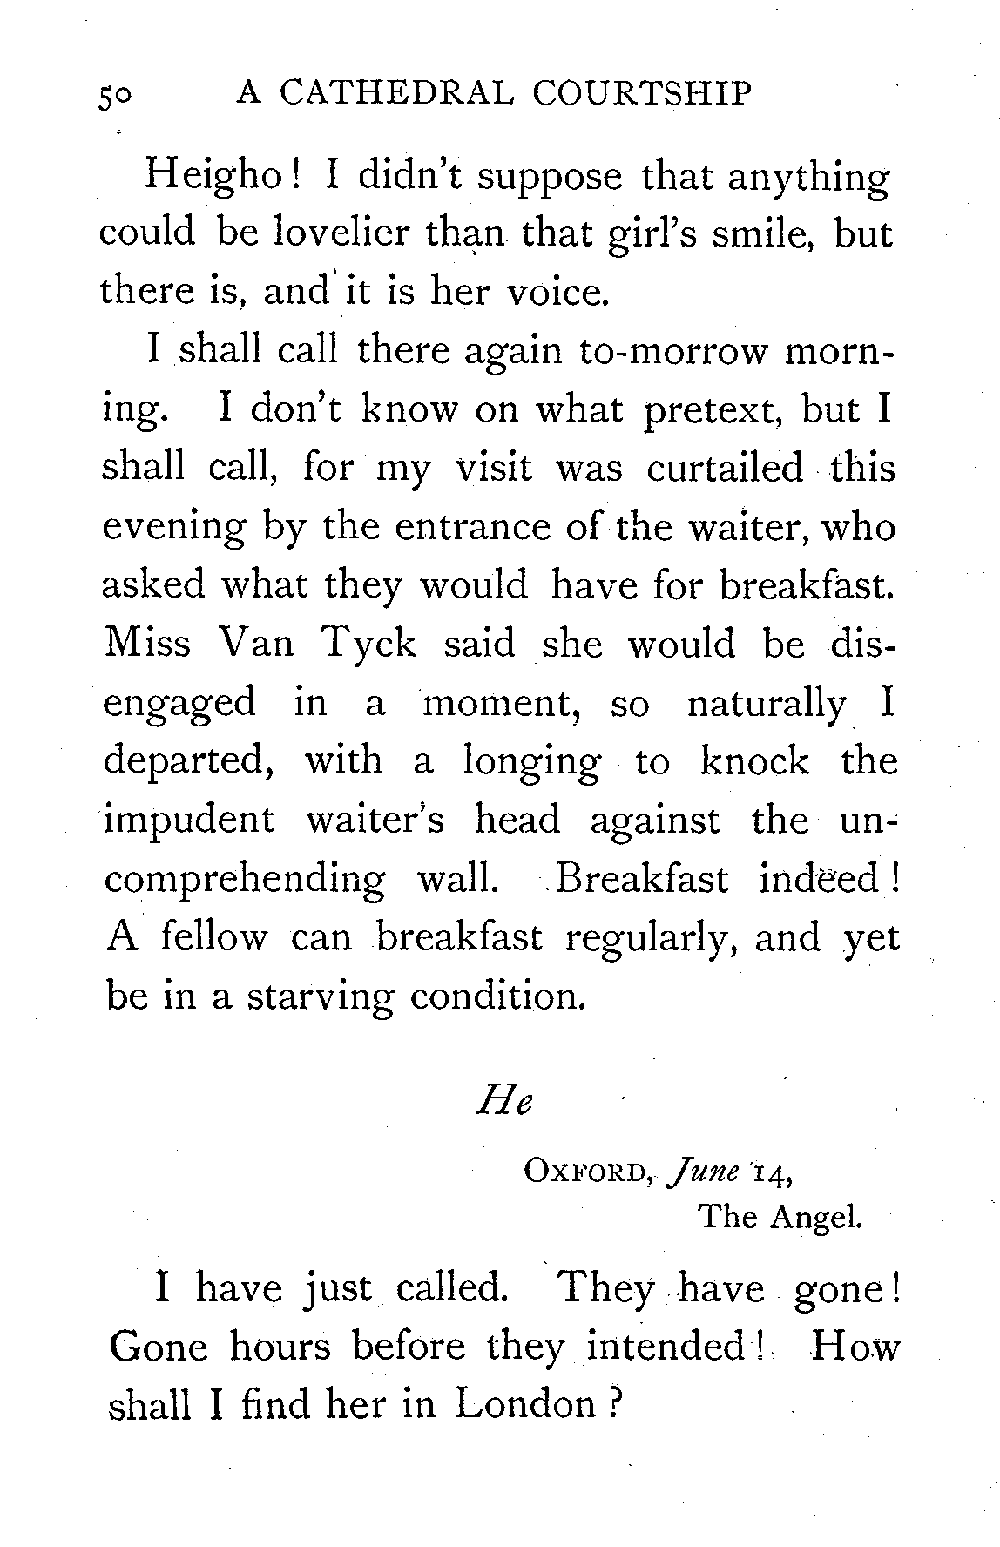 50 A CATHEDRAL COURTSHIP
Heigho! I didn't suppose that anything
could be lovelier than that girl's smile, but
there is, and it is her voice.
I shall call there again to-morrow morn-
ing. I don't know on what pretext, but I
shall call, for my visit was curtailed this
evening by the entrance of the waiter, who
asked what they would have for breakfast.
Miss Van Tyck said she would be dis-
engaged in a moment, so naturally I
departed, with a longing to knock the
impudent waiter's head against the un-
comprehending wall. Breakfast indeed!
A fellow can breakfast regularly, and yet
be in a starving condition.
He
OXFORD, June 14,
The Angel.
I have just called. They have gone!
Gone hours before they intended! How
shall I find her in London?